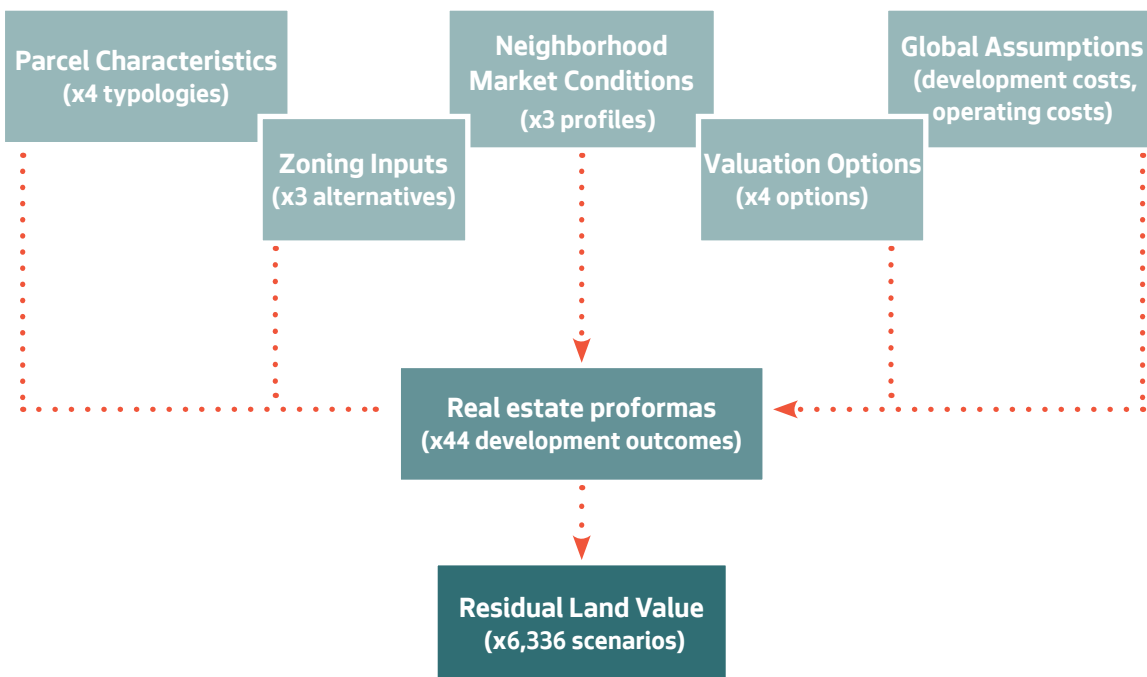 Parcel Characteristics
(x4 typologies)
Neighborhood
Market Conditions
(x3 profiles)
Global Assumptions
(development costs,
operating costs)
Zoning Inputs
(x3 alternatives)
Valuation Options
(x4 options)
Real estate proformas
(x44 development outcomes)
Residual Land Value
(x6,336 scenarios)